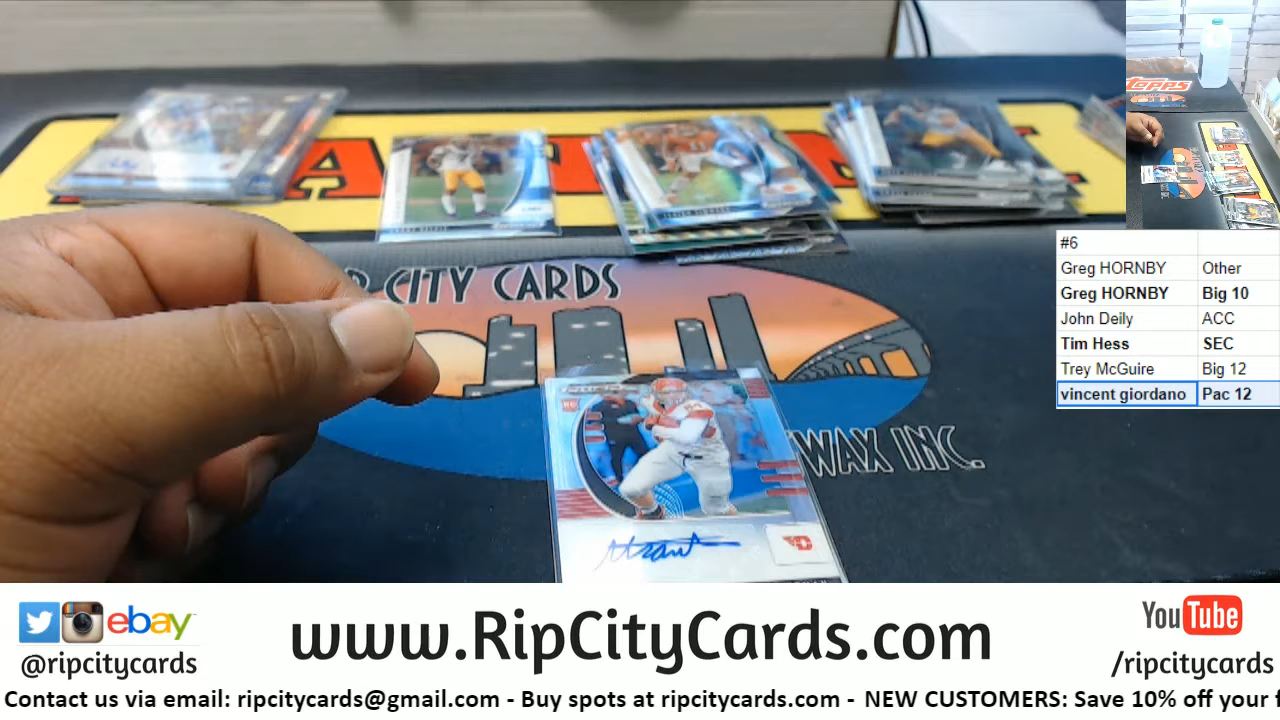 TOPPS
RIP CITY CARDS
WAX INC.
#6
Greg HORNBY Other
Greg HORNBY Big 10
John Deily ACC
Tim Hess SEC
Trey McGuire Big 12
vincent giordano Pac 12
ebay
@ripcitycards
www.RipCityCards.com
YouTube
/ripcitycards
Contact us via email: ripcitycards@gmail.com - Buy spots at ripcitycards.com - NEW CUSTOMERS: Save 10% off your